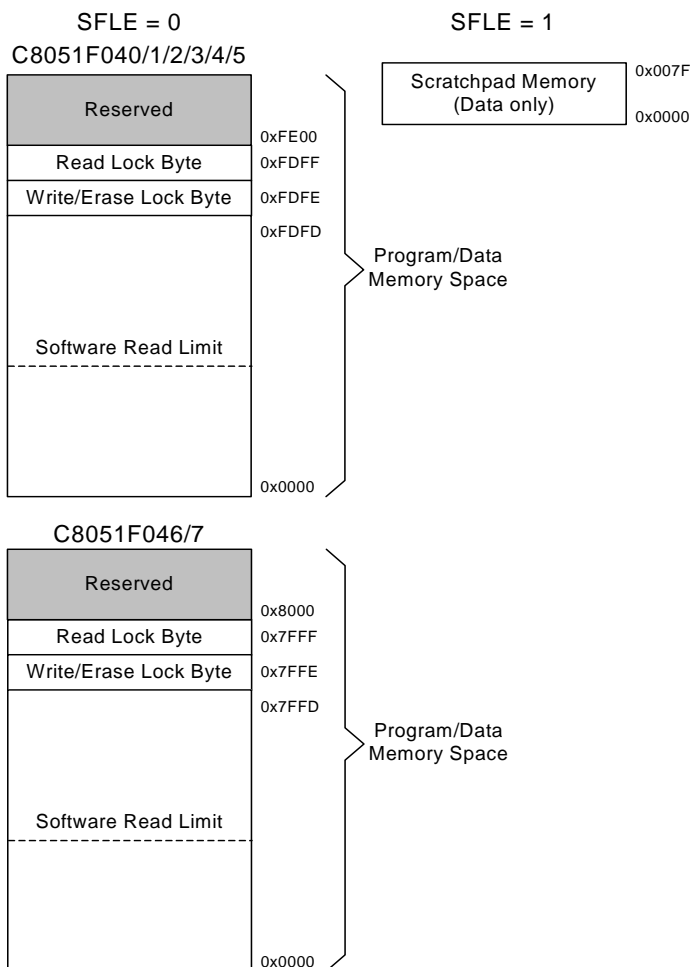 SFLE = 0
SFLE = 1
C8051F040/1/2/3/4/5
Reserved
0xFE00
Read Lock Byte
0xFDFF
Write/Erase Lock Byte
0xFDFE
0xFDFD
Software Read Limit
0x0000
Program/Data
Memory Space
Scratchpad Memory
(Data only)
0x007F
0x0000
C8051F046/7
Reserved
0x8000
Read Lock Byte
0x7FFF
Write/Erase Lock Byte
0x7FFE
0x7FFD
Software Read Limit
0x0000
Program/Data
Memory Space